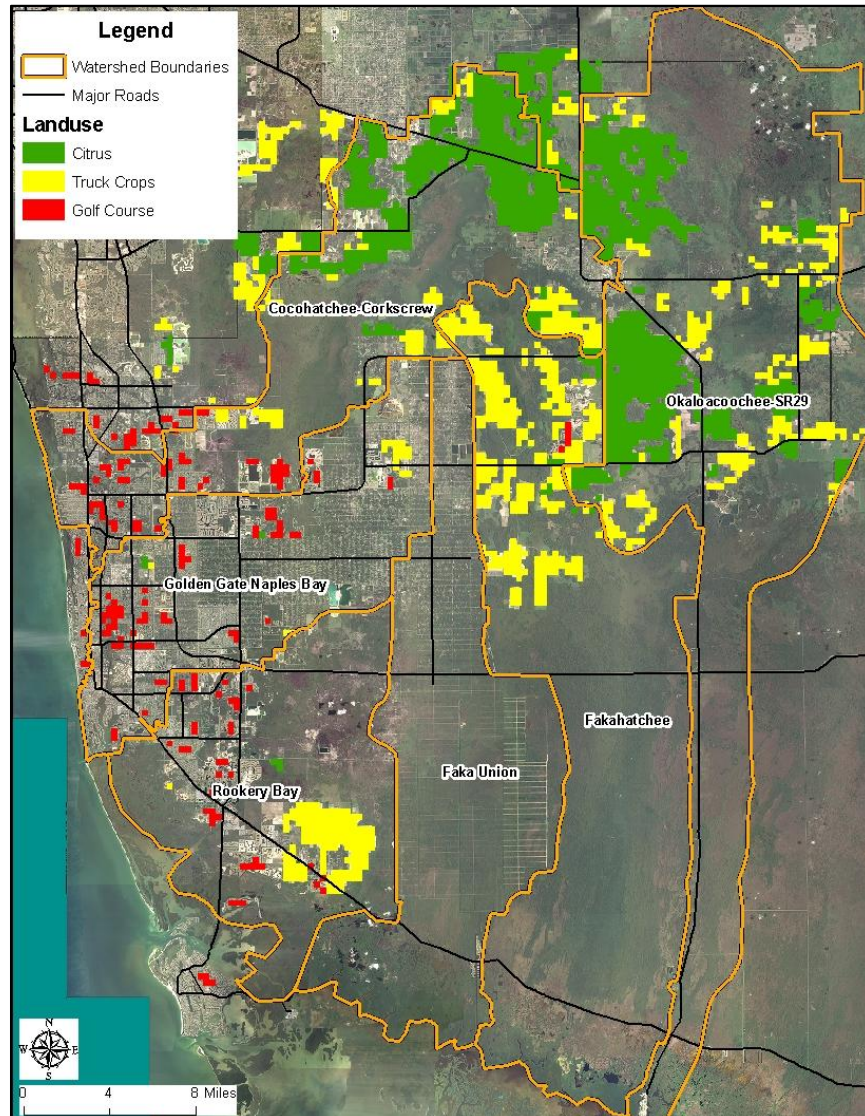 Legend
Watershed Boundaries
Major Roads
Landuse
Citrus
Truck Crops
Golf Course
Cocohatchee-Corkscrew
Okaloacoochee-SR29
Golden Gate Naples Bay
Fakahatchee
Faka Union
Rookery Bay
N
W E
S
0 4 8 Miles